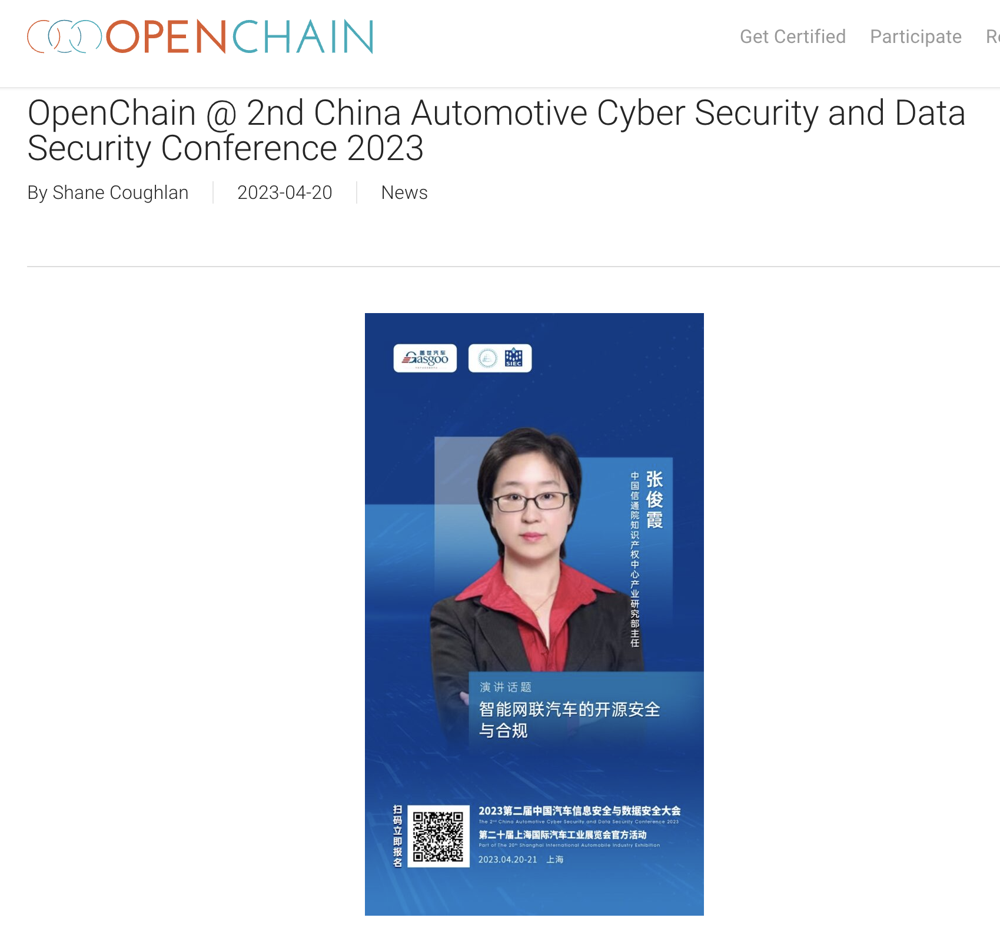 OPENCHAIN
Get Certified
Participate
OpenChain @ 2nd China Automotive Cyber Security and Data
Security Conference 2023
By Shane Coughlan
2023-04-20
News
盖世汽车
Gasgoo
SIEC
张俊霞
中国信通院知识产权中心产业研究部主任
演讲话题
智能网联汽车的开源安全
与合规
扫码立即报名
2023第二届中国汽车信息安全与数据安全大会
The 2nd China Automotive Cyber Security and Data Security Conference 2023
第二十届上海国际汽车工业展览会官方活动
Part of The 20th Shanghai International Automobile Industry Exhibition
2023.04.20-21 上海